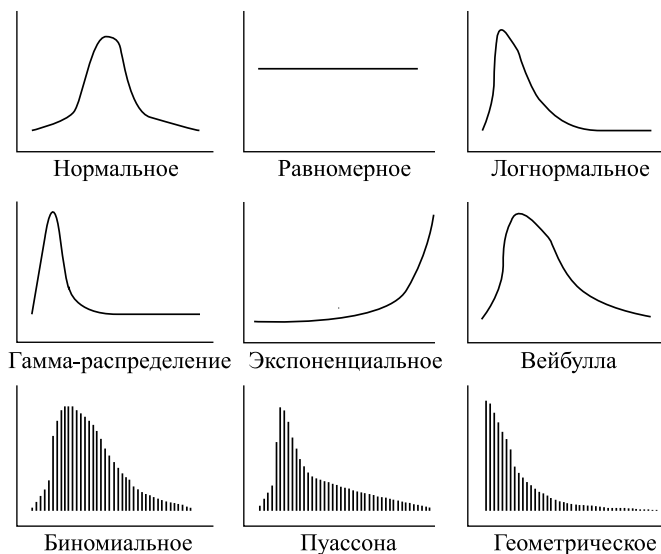 Нормальное
Равномерное
Логнормальное
Гамма-распределение
Экспоненциальное
Вейбулла
Биномиальное
Пуассона
Геометрическое